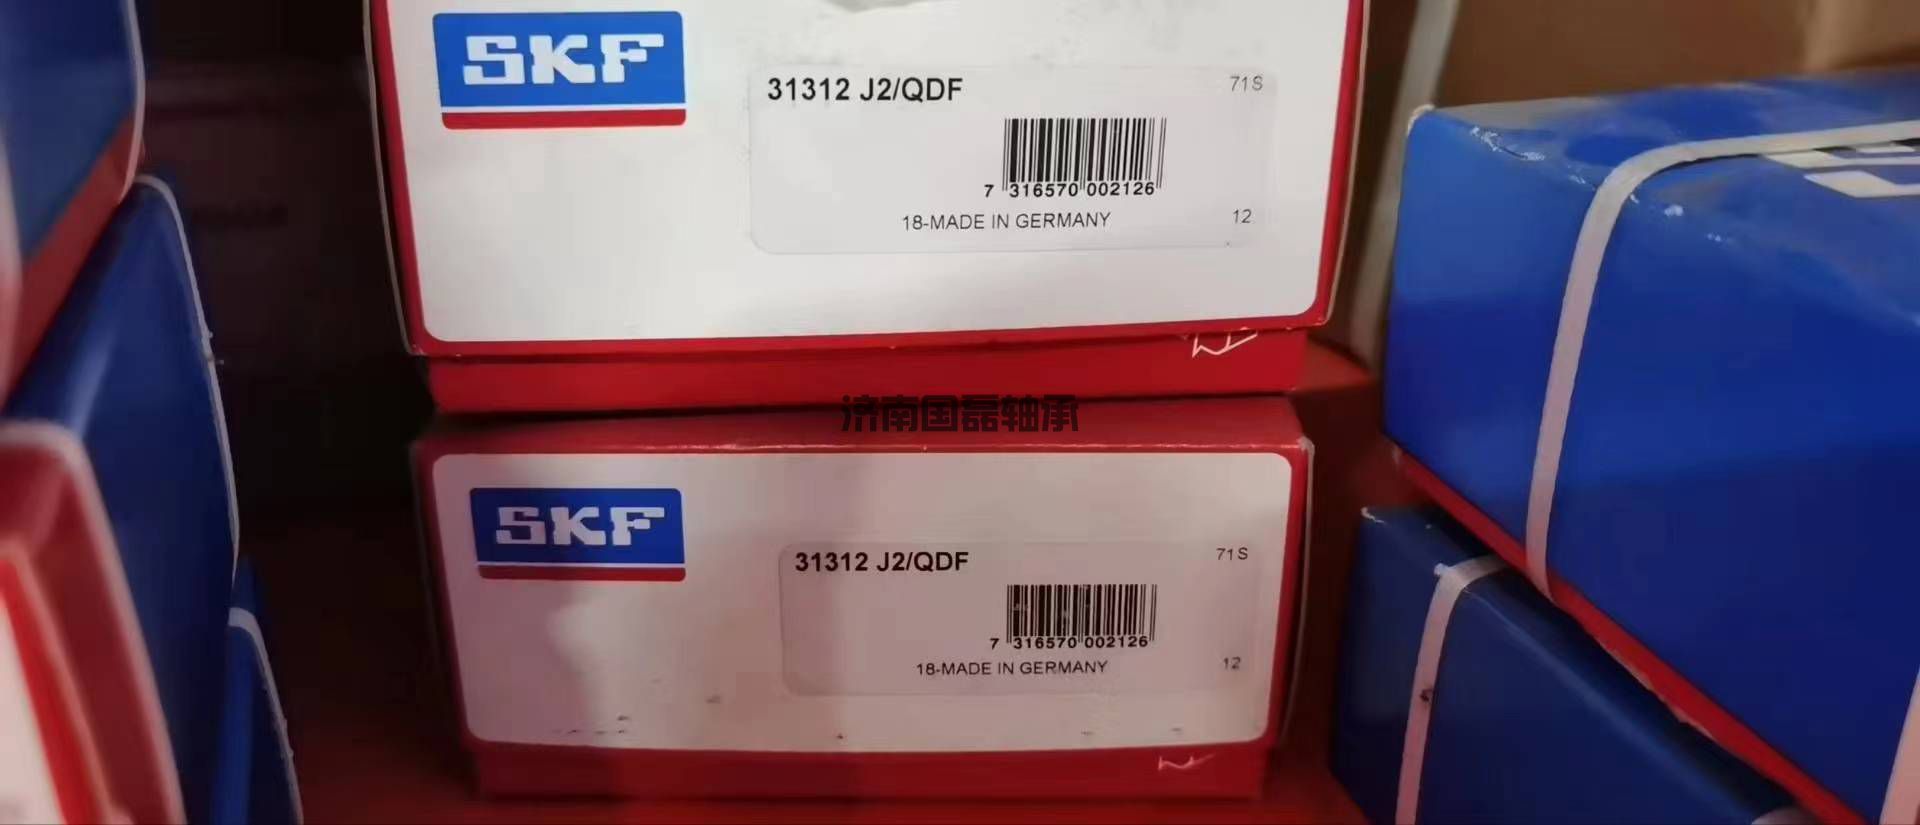 SKF
31312 J2/QDF
71S
7 316570 002126
18-MADE IN GERMANY
12
济南国磊轴承
SKF
31312 J2/QDF
71S
7 316570 002126
18-MADE IN GERMANY
12